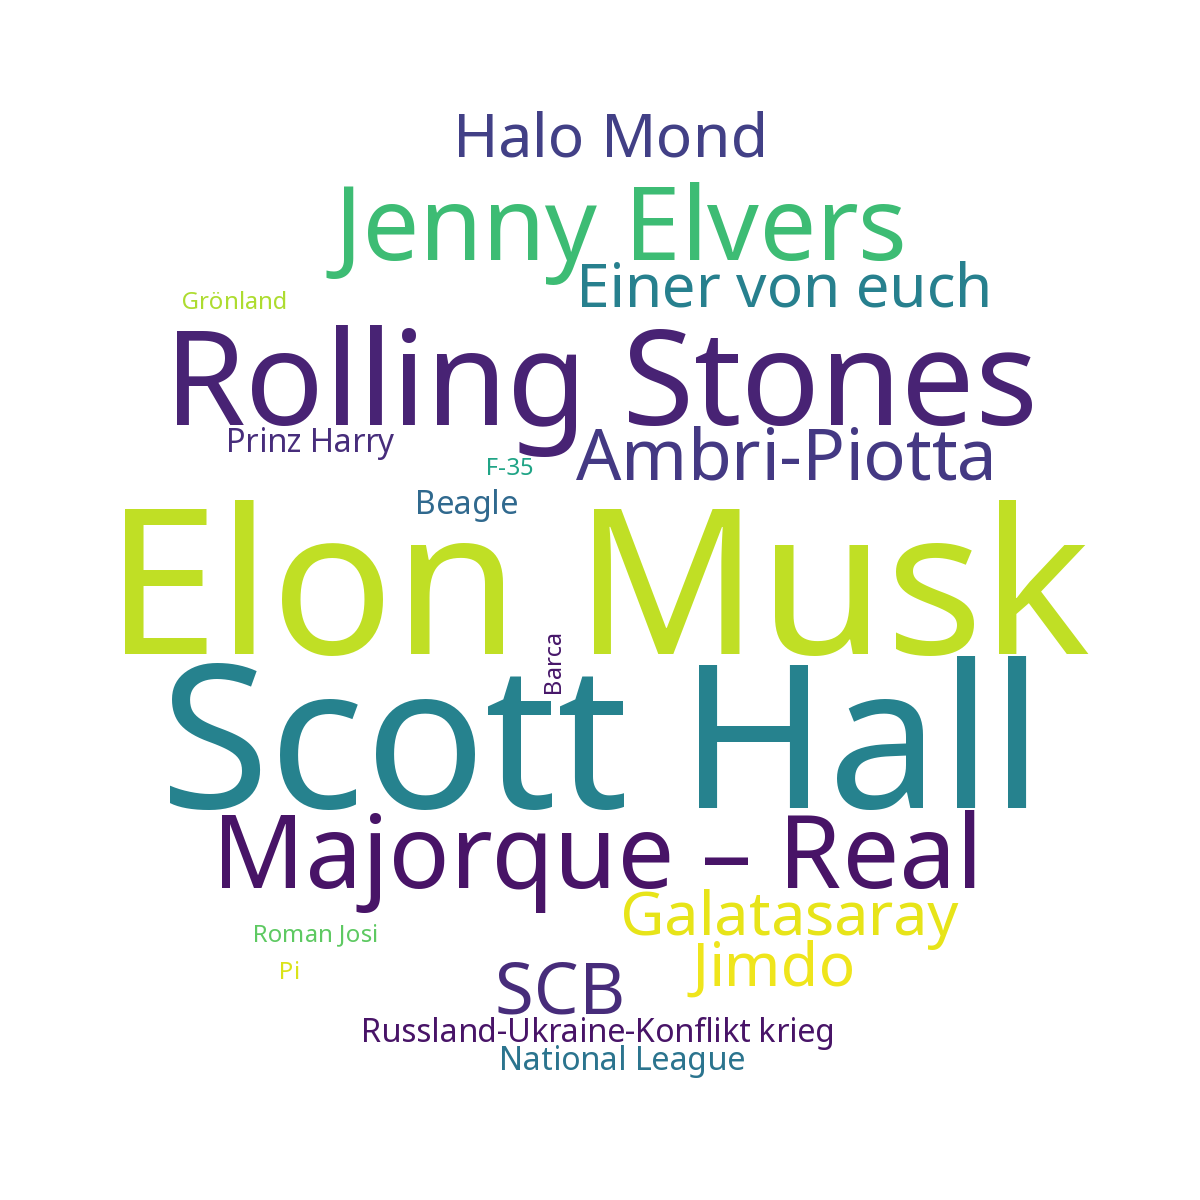 Halo Mond
Jenny Elvers
Einer von euch
Grönland
Rolling Stones
Prinz Harry
Ambri-Piotta
F-35
Beagle
Elon Musk
Barca
Scott Hall
Majorque – Real
Galatasaray
Roman Josi
Jimdo
Pi
SCB
Russland-Ukraine-Konflikt krieg
National League